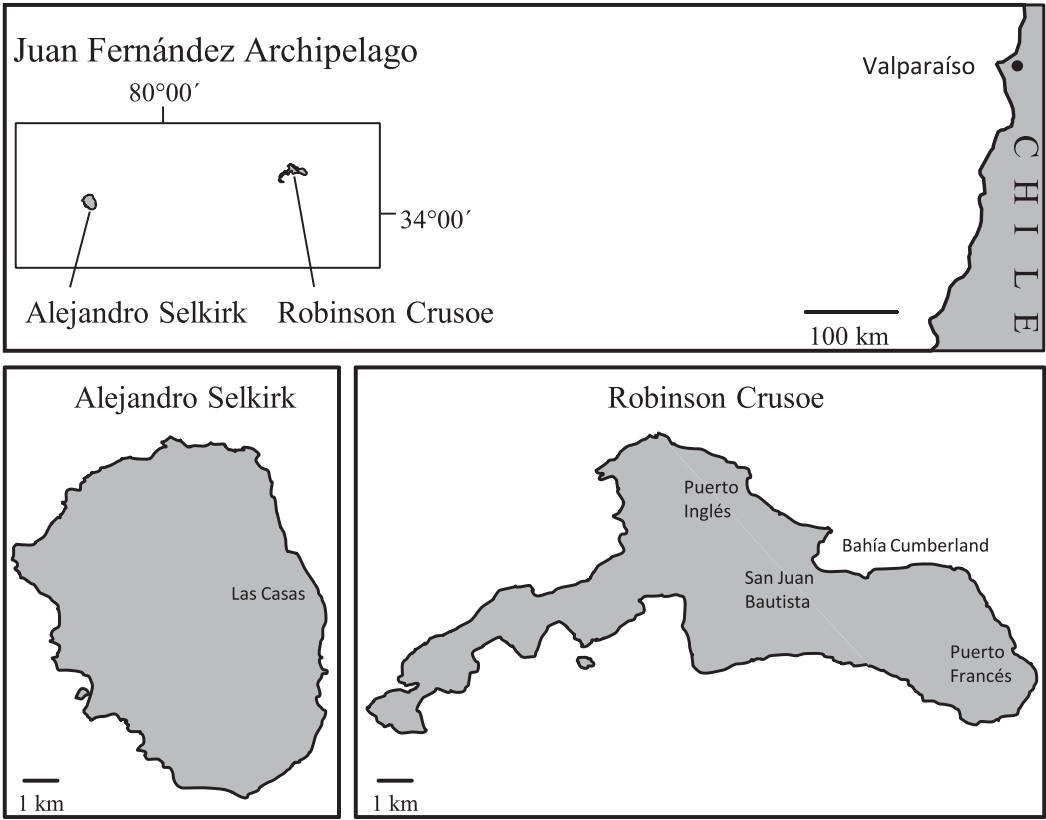 Juan Fernández Archipelago
80°00´
34°00´
Alejandro Selkirk
Robinson Crusoe
Valparaíso
CHILE
100 km
Alejandro Selkirk
Las Casas
1 km
Robinson Crusoe
Puerto
Inglés
Bahía Cumberland
San Juan
Bautista
Puerto
Francés
1 km